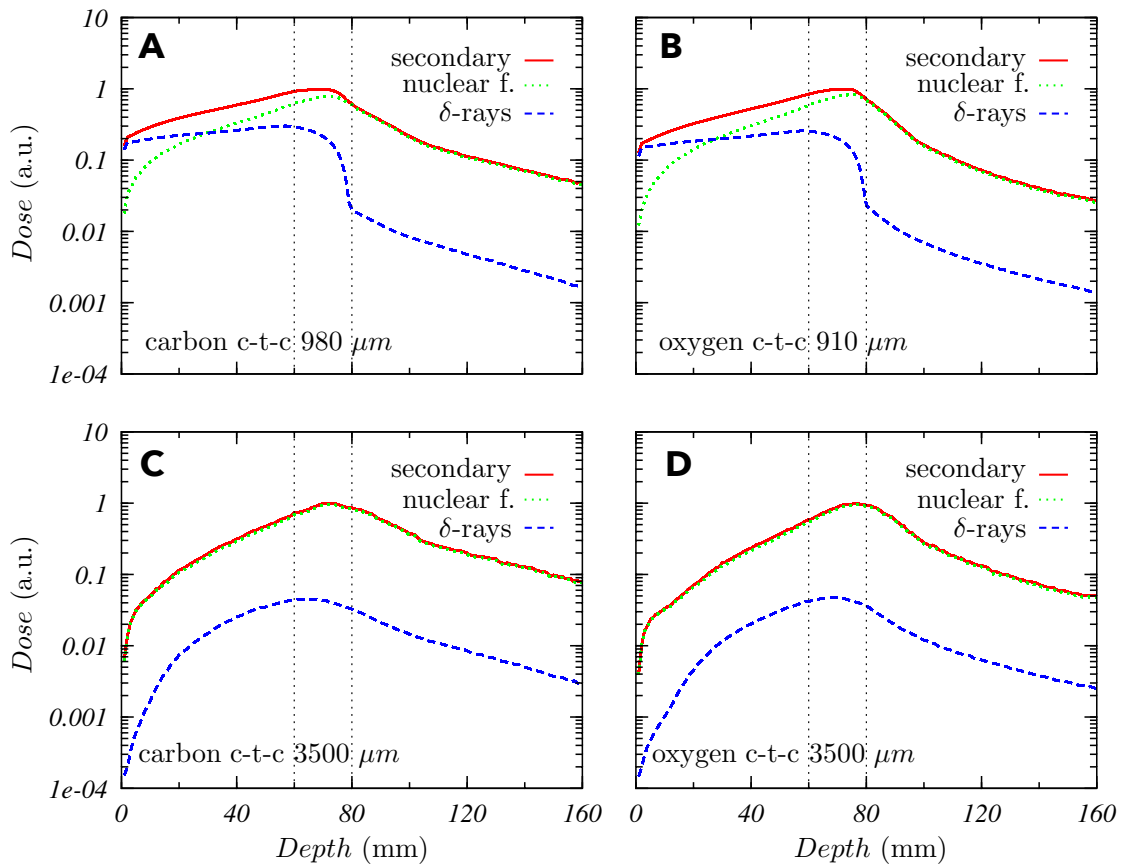 A
B
secondary
nuclear f.
δ-rays
secondary
nuclear f.
δ-rays
10
1
0.1
0.01
0.001
1e-04
Dose (a.u.)
carbon c-t-c 980 μm
oxygen c-t-c 910 μm
C
D
secondary
nuclear f.
δ-rays
secondary
nuclear f.
δ-rays
10
1
0.1
0.01
0.001
1e-04
Dose (a.u.)
carbon c-t-c 3500 μm
oxygen c-t-c 3500 μm
0 40 80 120 160
0 40 80 120 160
Depth (mm)
Depth (mm)